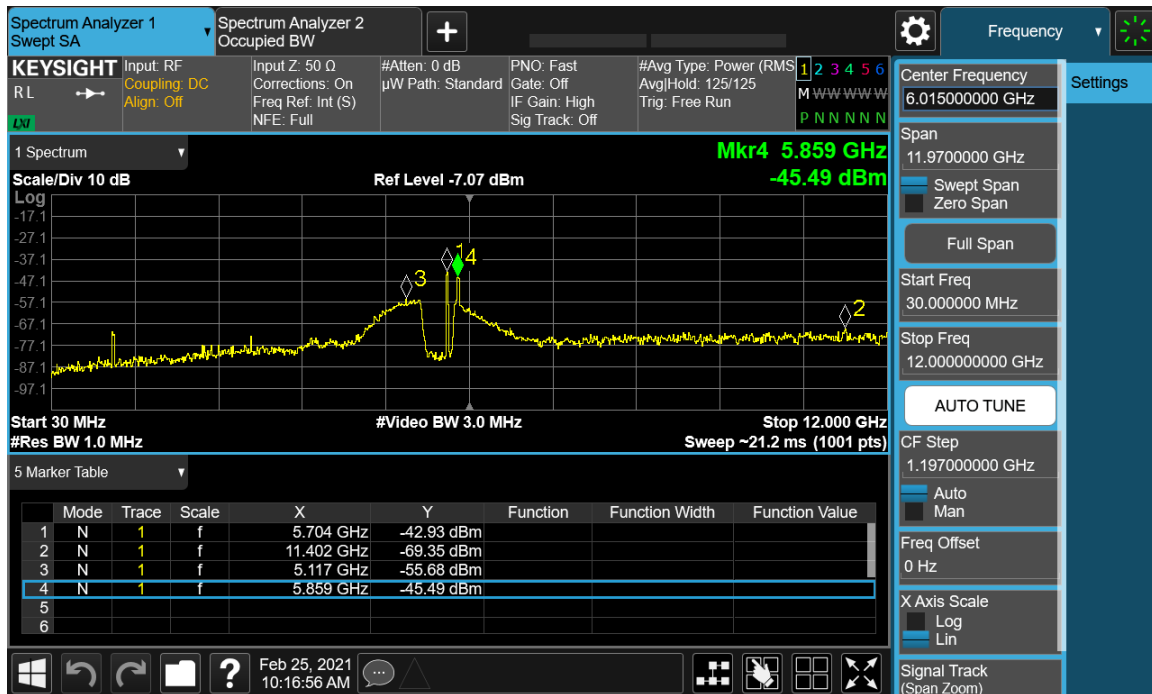 Spectrum Analyzer 1
Swept SA
Spectrum Analyzer 2
Occupied BW
+
Frequency
KEYSIGHT
RL
LXI
Input: RF
Coupling: DC
Align: Off
Input Z: 50 Ω
Corrections: On
Freq Ref: Int (S)
NFE: Full
#Atten: 0 dB
µW Path: Standard
PNO: Fast
Gate: Off
IF Gain: High
Sig Track: Off
#Avg Type: Power (RMS
Avg|Hold: 125/125
Trig: Free Run
1 2 3 4 5 6
M W W W W W
P N N N N N
1 Spectrum
Mkr4 5.859 GHz
-45.49 dBm
Scale/Div 10 dB
Ref Level -7.07 dBm
Log
-17.1
-27.1
-37.1
-47.1
-57.1
-67.1
-77.1
-87.1
-97.1
1
4
3
2
Start 30 MHz
#Video BW 3.0 MHz
Stop 12.000 GHz
#Res BW 1.0 MHz
Sweep ~21.2 ms (1001 pts)
5 Marker Table
Mode Trace Scale X Y Function Function Width Function Value
1 N 1 f 5.704 GHz -42.93 dBm
2 N 1 f 11.402 GHz -69.35 dBm
3 N 1 f 5.117 GHz -55.68 dBm
4 N 1 f 5.859 GHz -45.49 dBm
5
6
?
Feb 25, 2021
10:16:56 AM
Center Frequency
6.015000000 GHz
Settings
Span
11.9700000 GHz
Swept Span
Zero Span
Full Span
Start Freq
30.000000 MHz
Stop Freq
12.000000000 GHz
AUTO TUNE
CF Step
1.197000000 GHz
Auto
Man
Freq Offset
0 Hz
X Axis Scale
Log
Lin
Signal Track
(Span Zoom)